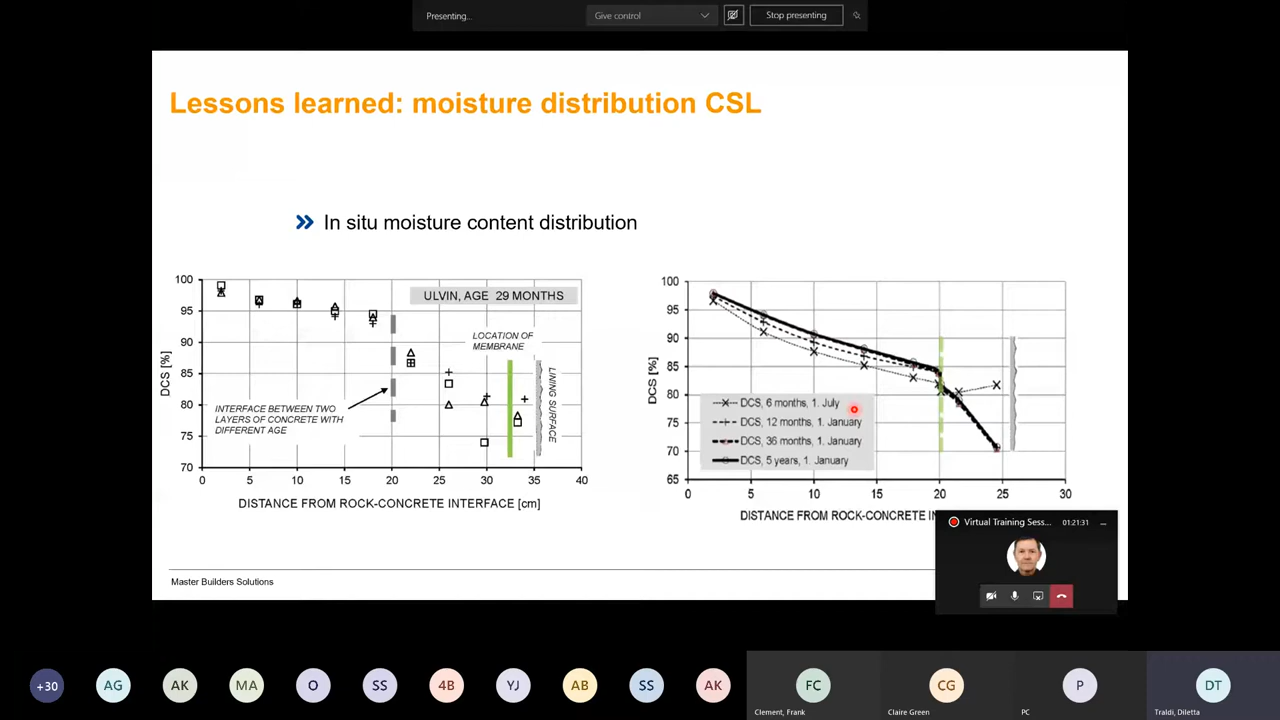 Presenting...
Give control
Stop presenting
Lessons learned: moisture distribution CSL
In situ moisture content distribution
100
95
90
85
80
75
70
DCS [%]
0 5 10 15 20 25 30 35 40
ULVIN, AGE 29 MONTHS
LOCATION OF
MEMBRANE
LINING SURFACE
INTERFACE BETWEEN TWO
LAYERS OF CONCRETE WITH
DIFFERENT AGE
DISTANCE FROM ROCK-CONCRETE INTERFACE [cm]
100
95
90
85
80
75
70
65
DCS [%]
DCS, 6 months, 1. July
DCS, 12 months, 1. January
DCS, 36 months, 1. January
DCS, 5 years, 1. January
0 5 10 15 20 25 30
DISTANCE FROM ROCK-CONCRETE IN
Virtual Training Sess...
01:21:31
Master Builders Solutions
+30
AG
AK
MA
O
SS
4B
YJ
AB
SS
AK
FC
Clement, Frank
CG
Claire Green
P
PC
DT
Traldi, Diletta